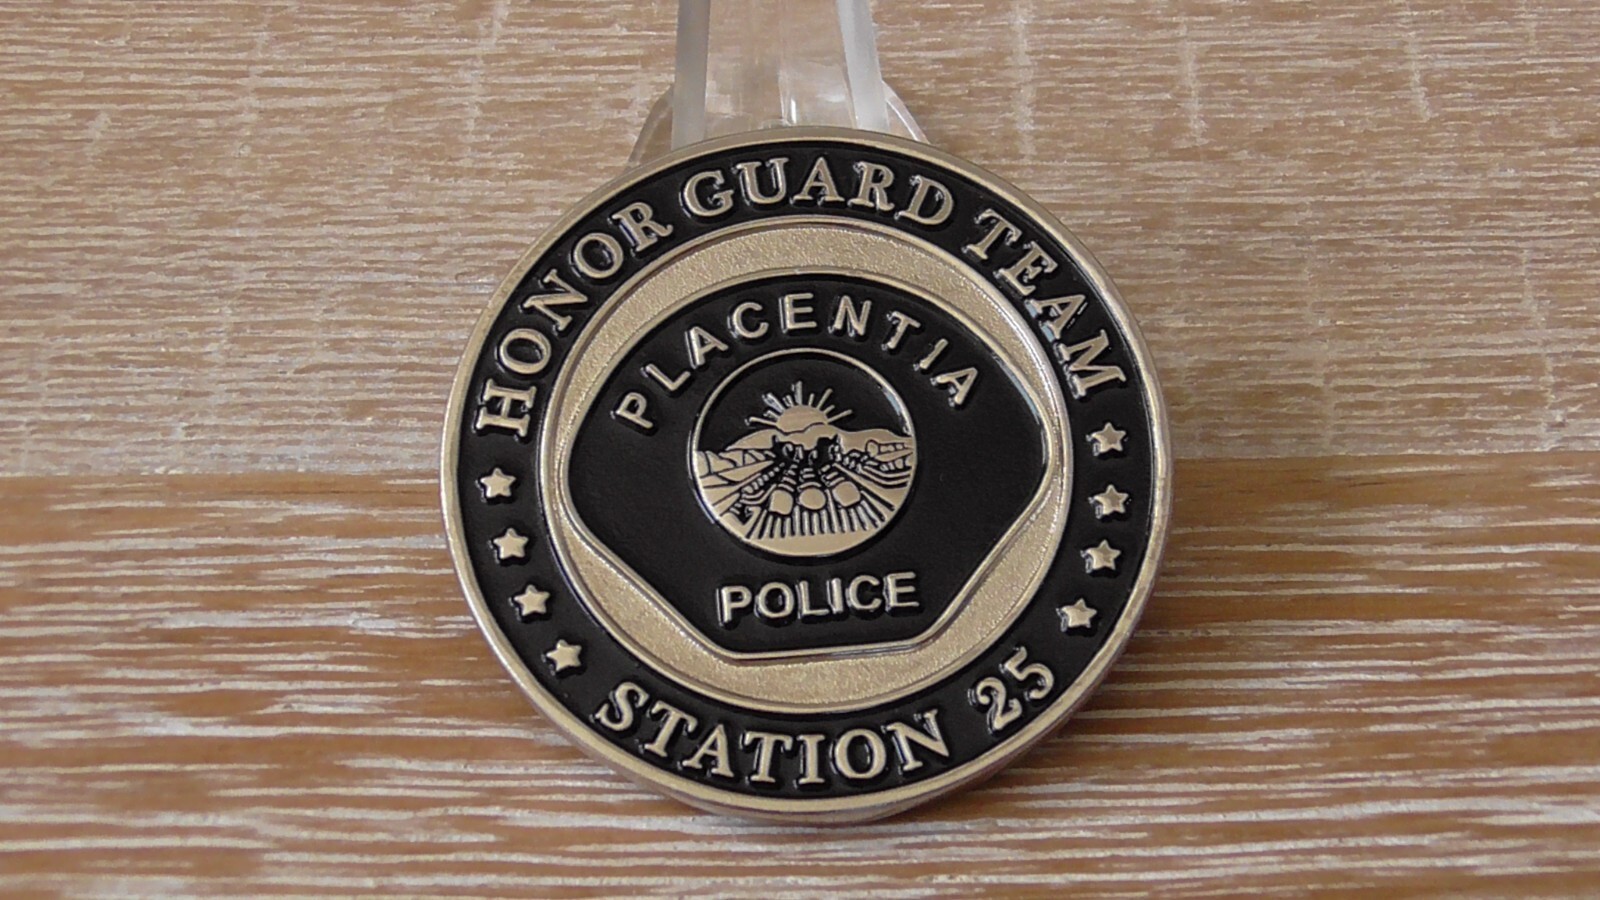 HONOR GUARD TEAM
PLACENTIA
POLICE
STATION 25